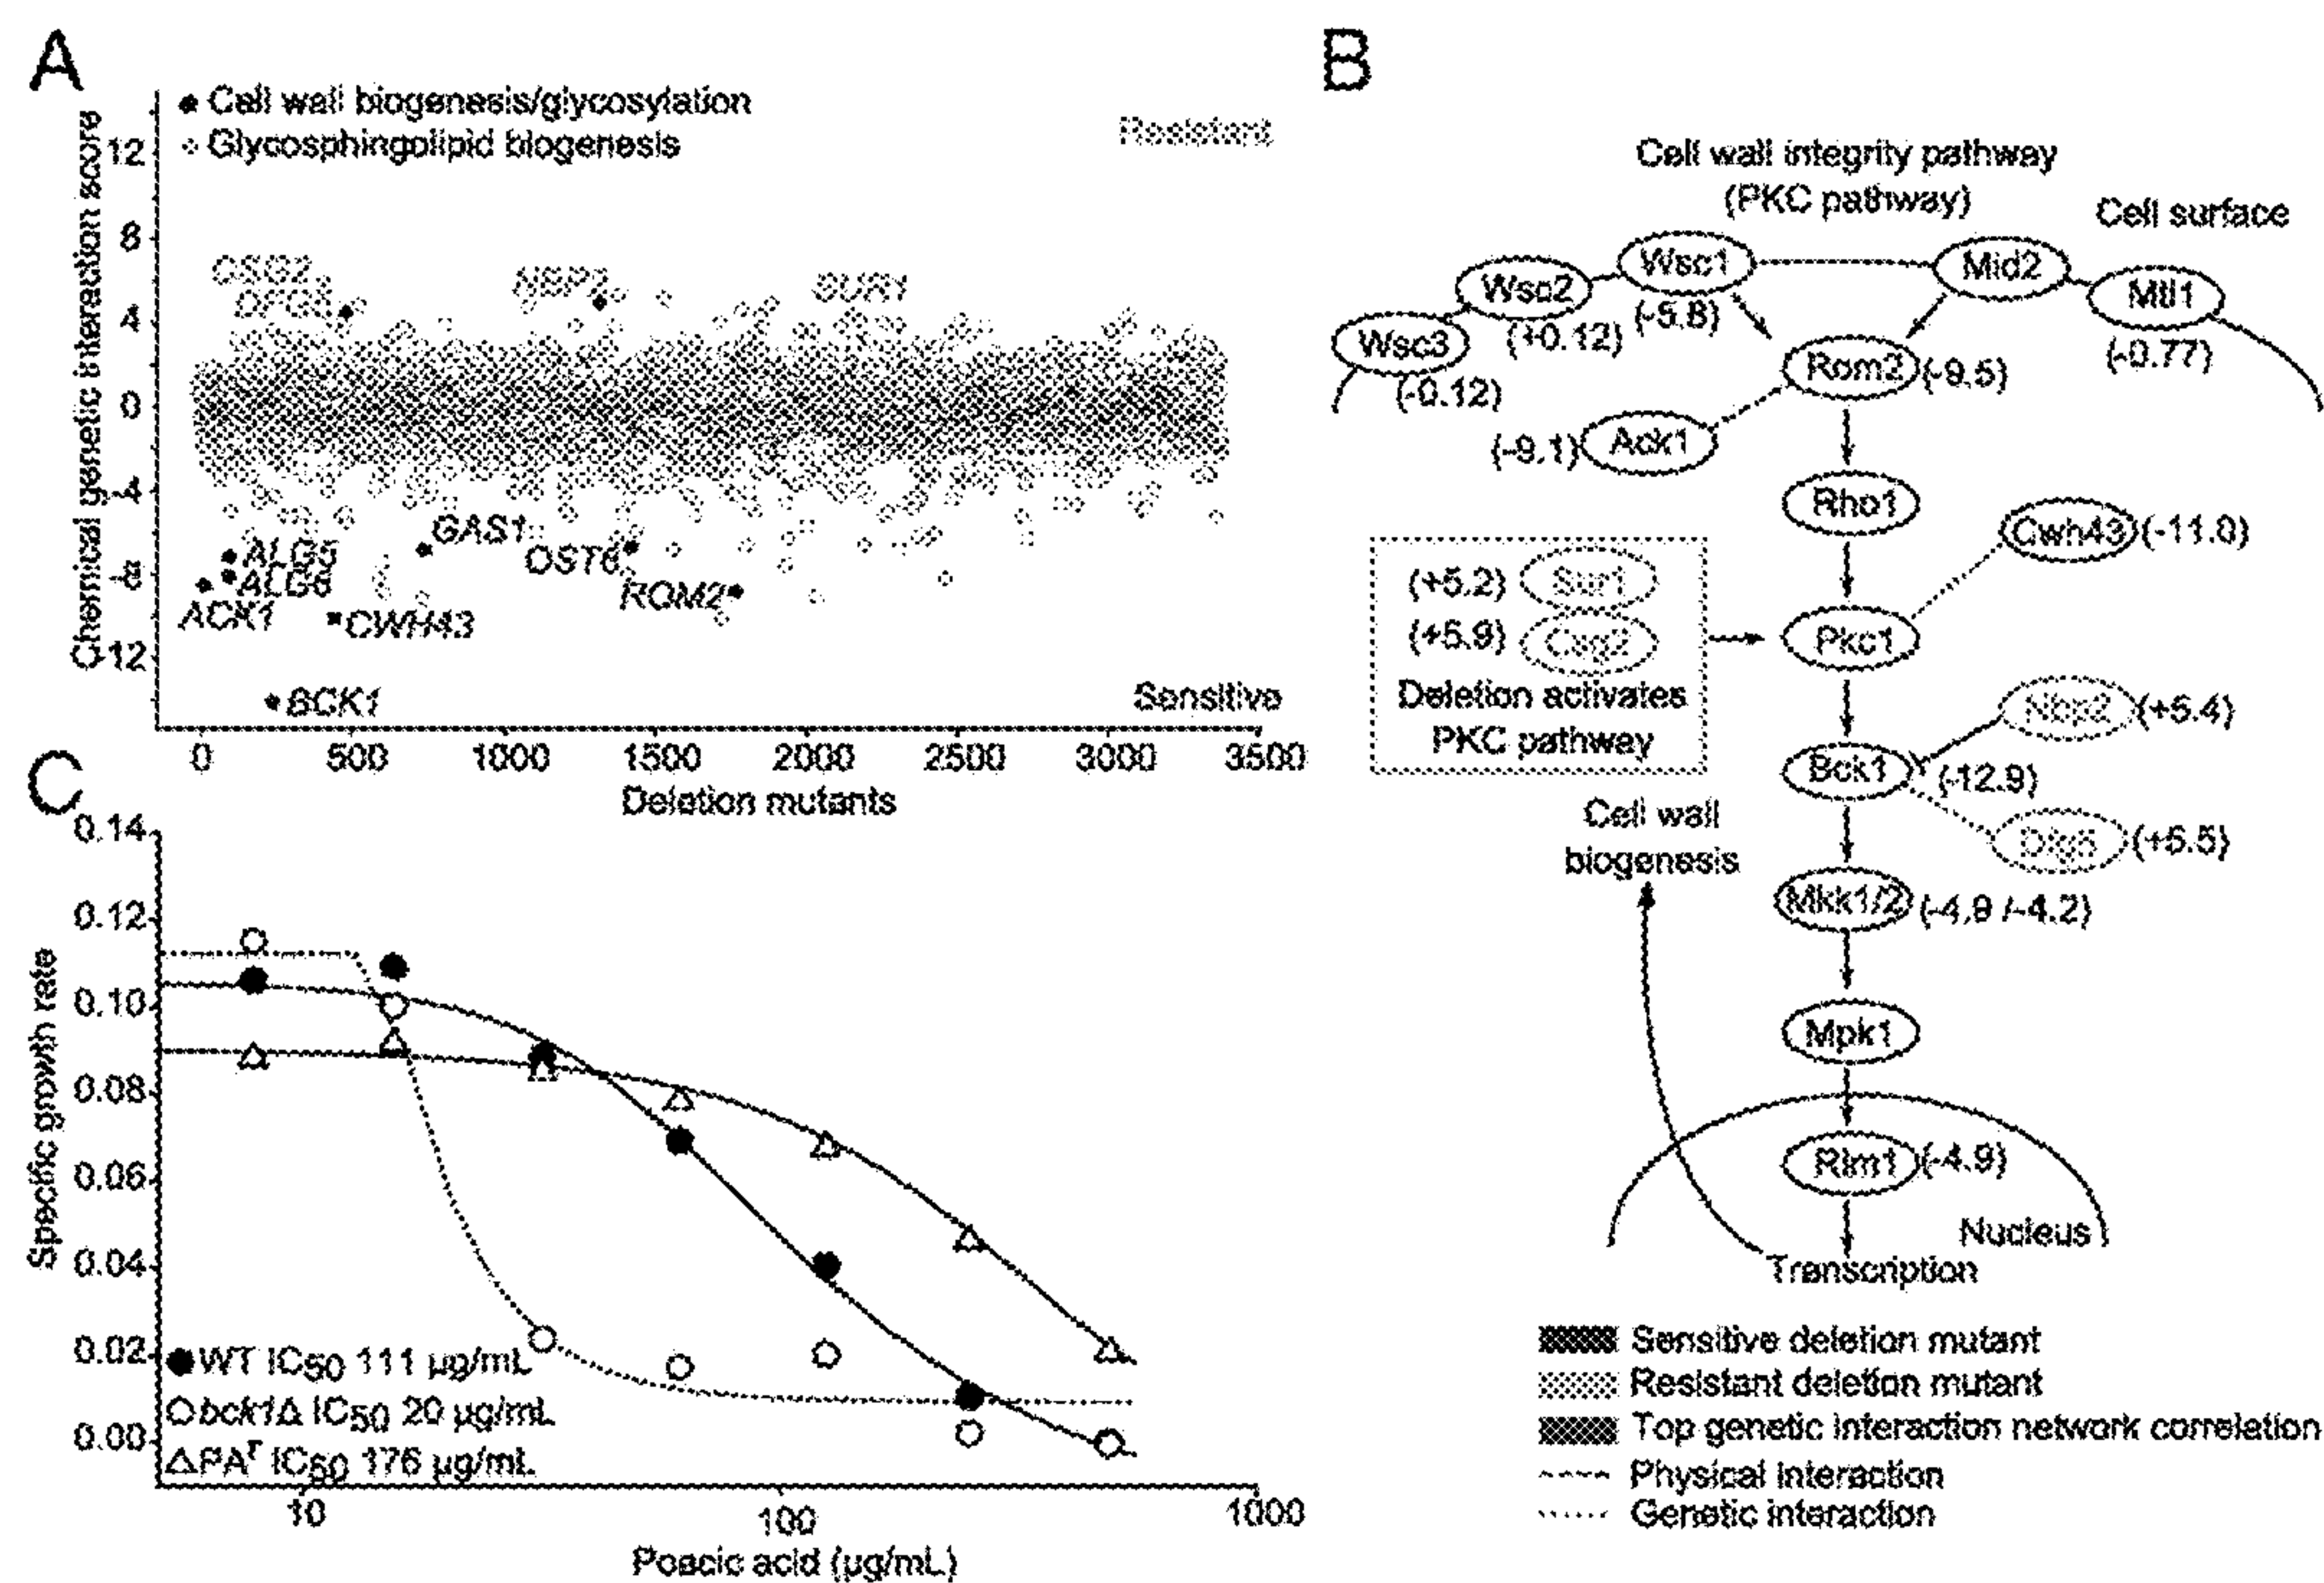 A
Cell wall biogenesis/glycosylation
Glycosphingolipid biogenesis
Resistant
Chemical genetic interaction score
12
8
4
0
-4
-8
-12
CSG2
DFG5
NBP2
SUR1
GAS1
ALG5
OST6
ALG6
ROM2
ACK1
CWH43
BCK1
Sensitive
0 500 1000 1500 2000 2500 3000 3500
Deletion mutants
B
Cell wall integrity pathway
(PKC pathway)
Cell surface
Wsc1
Mid2
Wsc2
Mtl1
(-5.8)
(+0.12)
Wsc3
(-0.77)
Rom2 (-9.5)
(-0.12)
(-9.1) Ack1
Rho1
Cwh43 (-11.0)
(+5.2) Sur1
(+5.9) Csg2
Pkc1
Deletion activates
PKC pathway
Nbp2 (+5.4)
Bck1 (-12.9)
Cell wall
biogenesis
Dfg5 (+5.5)
Mkk1/2 (-4.9 /-4.2)
Mpk1
Rlm1 (-4.9)
Nucleus
Transcription
Sensitive deletion mutant
Resistant deletion mutant
Top genetic interaction network correlation
Physical interaction
Genetic interaction
C
Specific growth rate
0.14
0.12
0.10
0.08
0.06
0.04
0.02
0.00
WT IC50 111 µg/mL
bck1Δ IC50 20 µg/mL
PAr IC50 176 µg/mL
10 100 1000
Poacic acid (µg/mL)